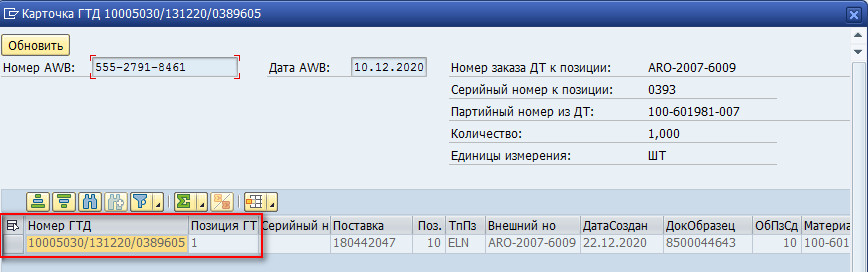 Карточка ГТД 10005030/131220/0389605
Обновить
Номер AWB: 555-2791-8461 Дата AWB: 10.12.2020
Номер заказа ДТ к позиции: ARO-2007-6009
Серийный номер к позиции: 0393
Партийный номер из ДТ: 100-601981-007
Количество: 1,000
Единицы измерения: ШТ
Номер ГТД Позиция ГТ Серийный н Поставка Поз. ТпПз Внешний но ДатаСоздан ДокОбразец ОбПзСд Материа
10005030/131220/0389605 1 180442047 10 ELN ARO-2007-6009 22.12.2020 8500044643 10 100-601